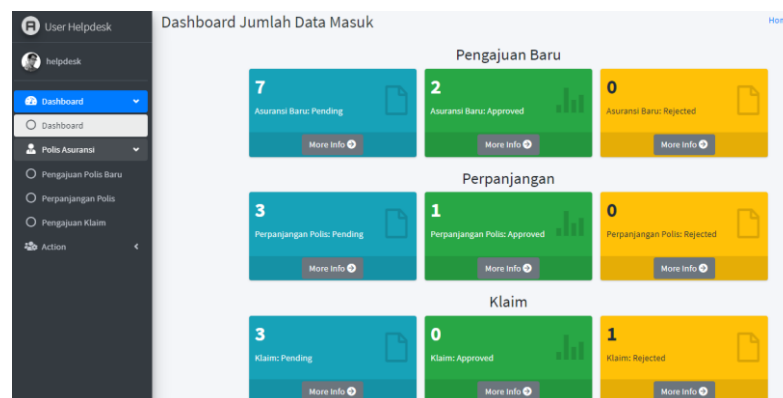 User Helpdesk
helpdesk
Dashboard
Dashboard
Polis Asuransi
Pengajuan Polis Baru
Perpanjangan Polis
Pengajuan Klaim
Action
Dashboard Jumlah Data Masuk
Pengajuan Baru
7
Asuransi Baru: Pending
More Info
2
Asuransi Baru: Approved
More Info
0
Asuransi Baru: Rejected
More Info
Perpanjangan
3
Perpanjangan Polis: Pending
More Info
1
Perpanjangan Polis: Approved
More Info
0
Perpanjangan Polis: Rejected
More Info
Klaim
3
Klaim: Pending
More Info
0
Klaim: Approved
More Info
1
Klaim: Rejected
More Info